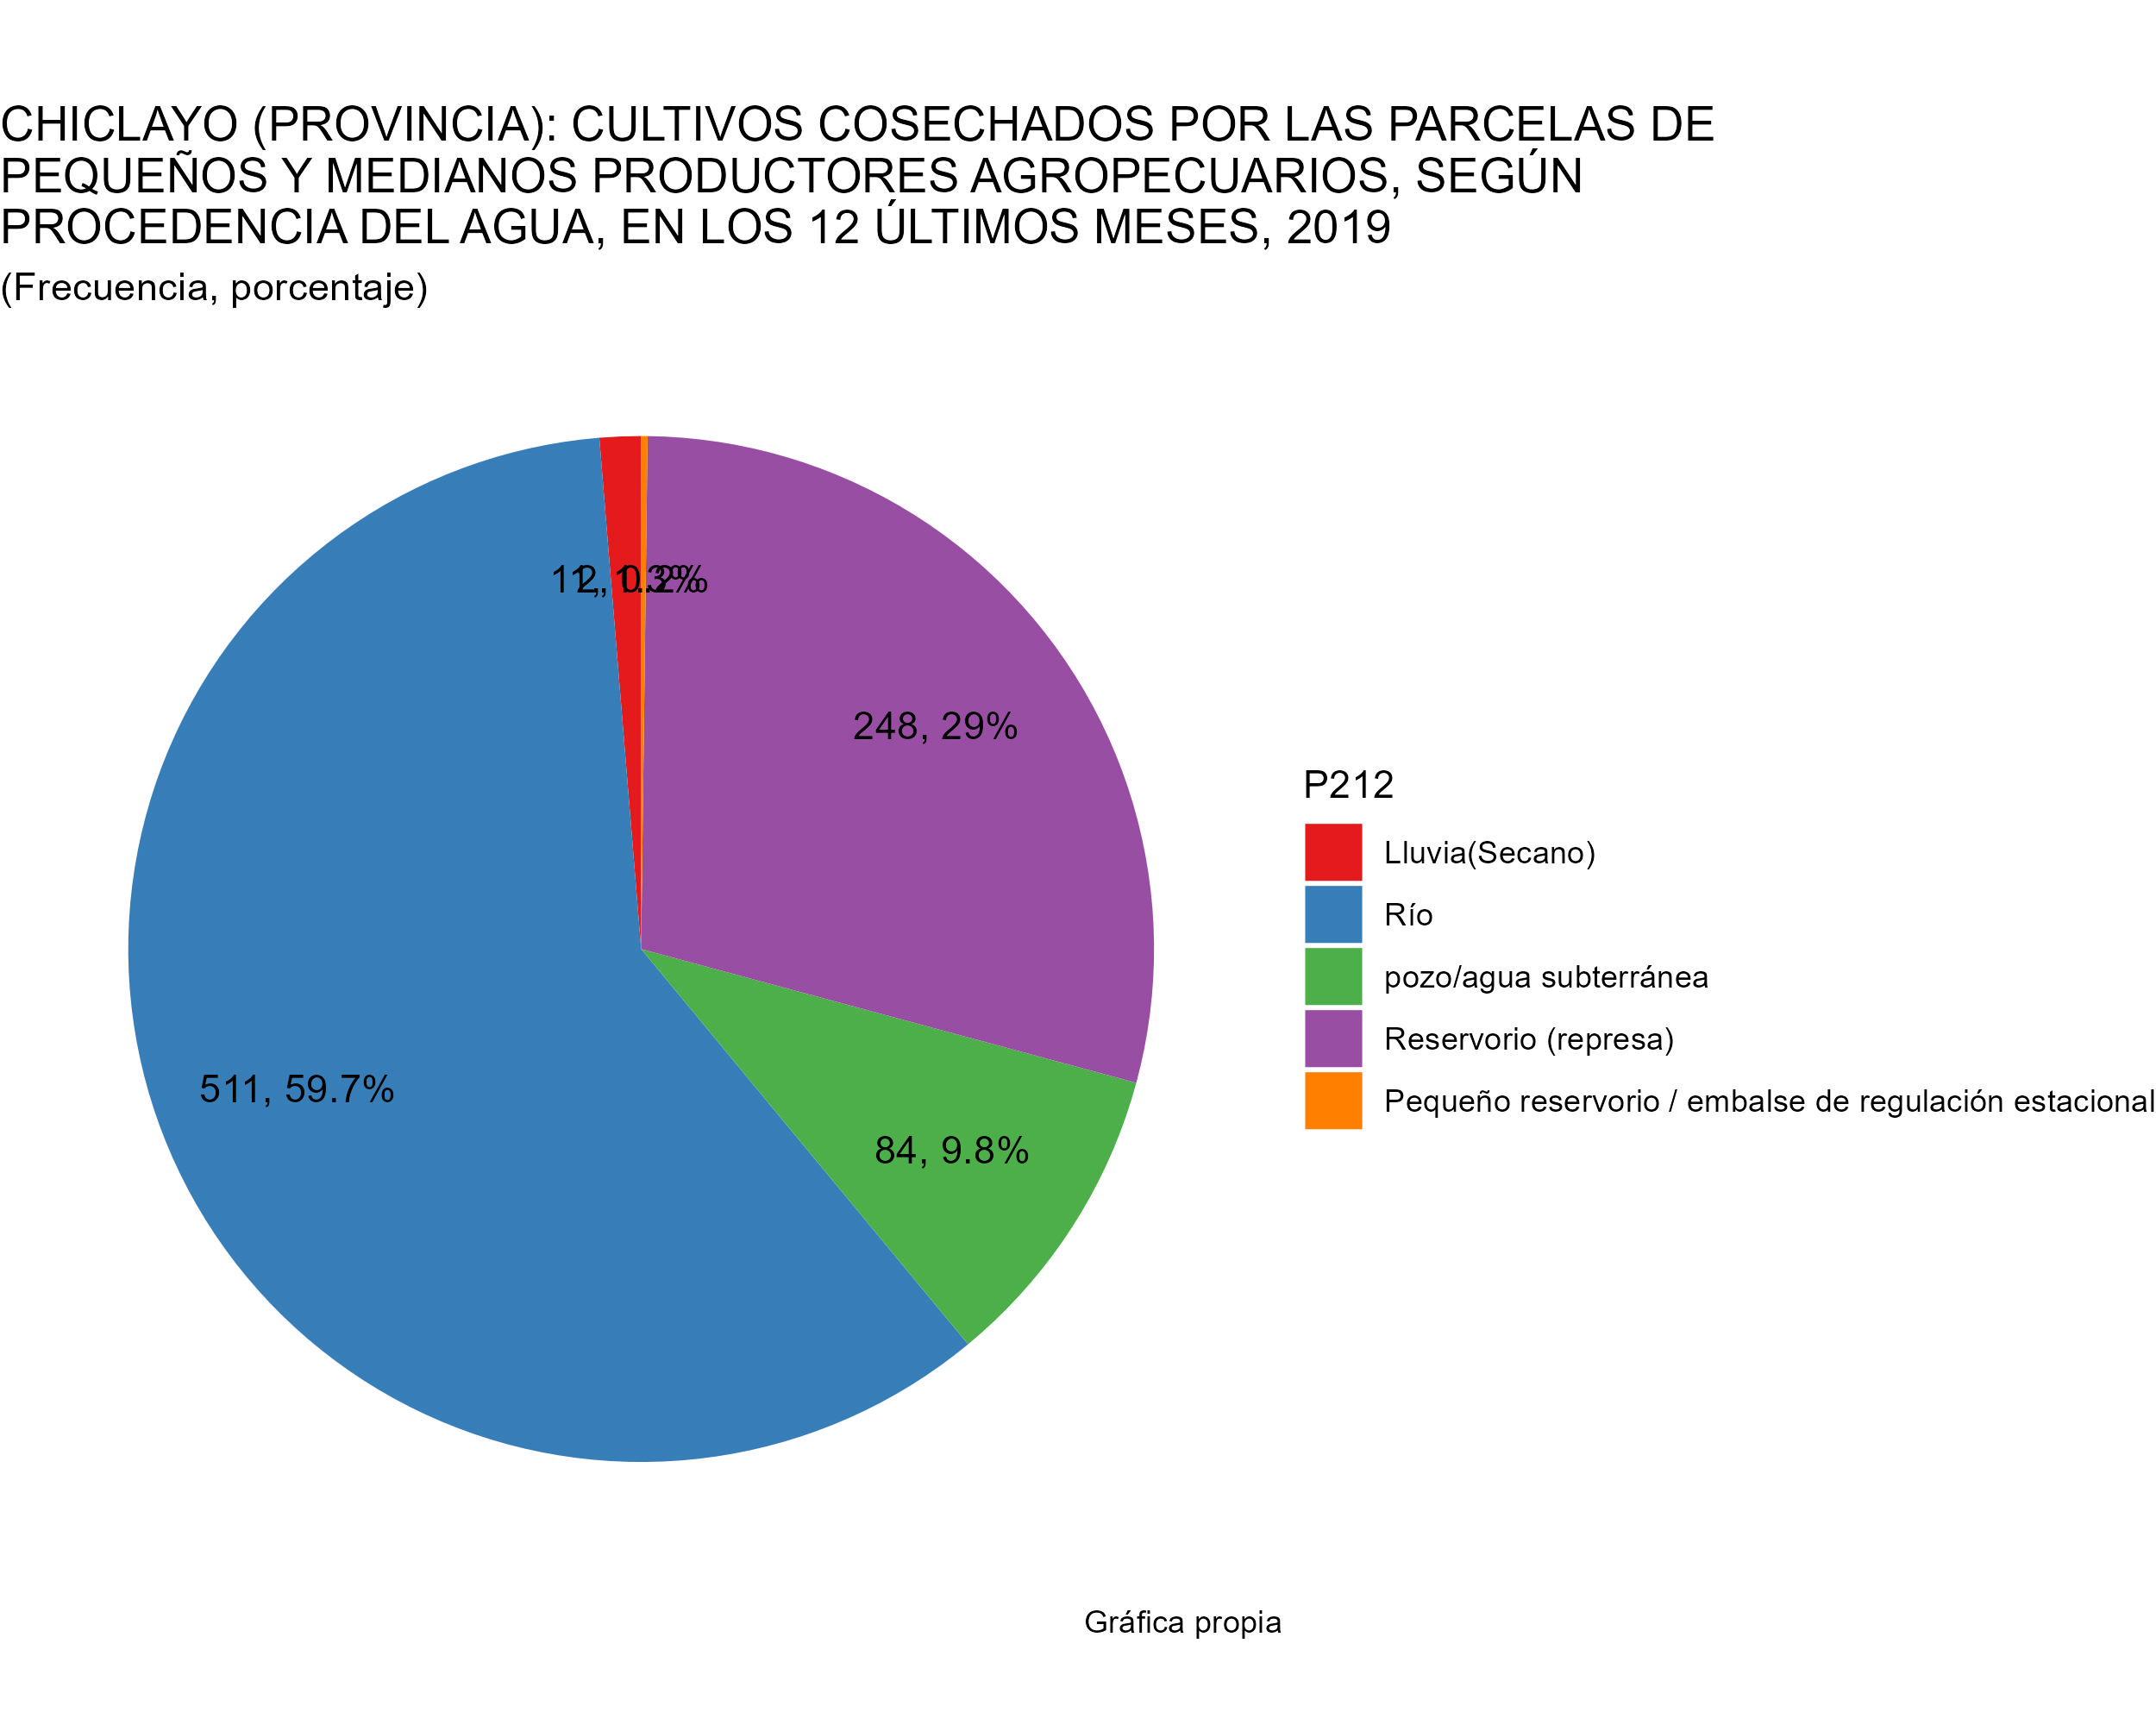 CHICLAYO (PROVINCIA): CULTIVOS COSECHADOS POR LAS PARCELAS DE
PEQUEÑOS Y MEDIANOS PRODUCTORES AGROPECUARIOS, SEGÚN
PROCEDENCIA DEL AGUA, EN LOS 12 ÚLTIMOS MESES, 2019
(Frecuencia, porcentaje)
248, 29%
511, 59.7%
84, 9.8%
P212
Lluvia(Secano)
Río
pozo/agua subterránea
Reservorio (represa)
Pequeño reservorio / embalse de regulación estacional
Gráfica propia